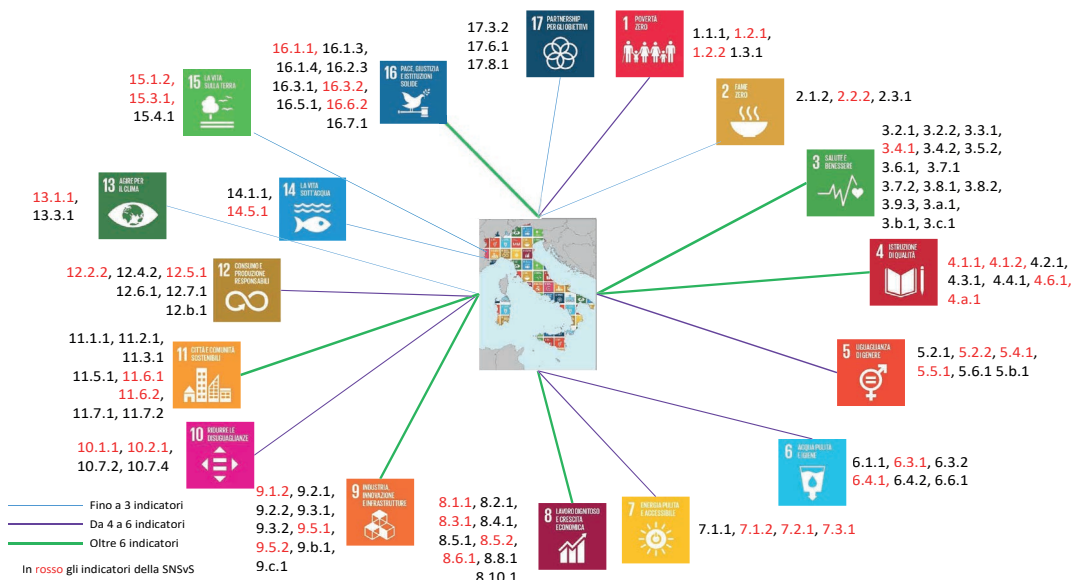 17 PARTNERSHIP
PER GLI OBIETTIVI
17.3.2
17.6.1
17.8.1
1 POVERTÀ
ZERO
1.1.1, 1.2.1,
1.2.2 1.3.1
2 FAME
ZERO
2.1.2, 2.2.2, 2.3.1
3 SALUTE E
BENESSERE
3.2.1, 3.2.2, 3.3.1,
3.4.1, 3.4.2, 3.5.2,
3.6.1, 3.7.1
3.7.2, 3.8.1, 3.8.2,
3.9.3, 3.a.1,
3.b.1, 3.c.1
4 ISTRUZIONE
DI QUALITÀ
4.1.1, 4.1.2, 4.2.1,
4.3.1, 4.4.1, 4.6.1,
4.a.1
5 UGUAGLIANZA
DI GENERE
5.2.1, 5.2.2, 5.4.1,
5.5.1, 5.6.1 5.b.1
6 ACQUA PULITA
E IGIENE
6.1.1, 6.3.1, 6.3.2
6.4.1, 6.4.2, 6.6.1
7 ENERGIA PULITA
E ACCESSIBILE
7.1.1, 7.1.2, 7.2.1, 7.3.1
8 LAVORO DIGNITOSO
E CRESCITA
ECONOMICA
8.1.1, 8.2.1,
8.3.1, 8.4.1,
8.5.1, 8.5.2,
8.6.1, 8.8.1
8.10.1
9 INDUSTRIA,
INNOVAZIONE
E INFRASTRUTTURE
9.1.2, 9.2.1,
9.2.2, 9.3.1,
9.3.2, 9.5.1,
9.5.2, 9.b.1,
9.c.1
10 RIDURRE LE
DISUGUAGLIANZE
10.1.1, 10.2.1,
10.7.2, 10.7.4
11 CITTÀ E COMUNITÀ
SOSTENIBILI
11.1.1, 11.2.1,
11.3.1
11.5.1, 11.6.1
11.6.2,
11.7.1, 11.7.2
12 CONSUMO E
PRODUZIONE
RESPONSABILI
12.2.2, 12.4.2, 12.5.1
12.6.1, 12.7.1
12.b.1
13 AGIRE PER
IL CLIMA
13.1.1,
13.3.1
14 LA VITA
SOTT'ACQUA
14.1.1,
14.5.1
15 LA VITA
SULLA TERRA
15.1.2,
15.3.1,
15.4.1
16 PACE, GIUSTIZIA
E ISTITUZIONI
SOLIDE
16.1.1, 16.1.3,
16.1.4, 16.2.3
16.3.1, 16.3.2,
16.5.1, 16.6.2
16.7.1
Fino a 3 indicatori
Da 4 a 6 indicatori
Oltre 6 indicatori
In rosso gli indicatori della SNSvS